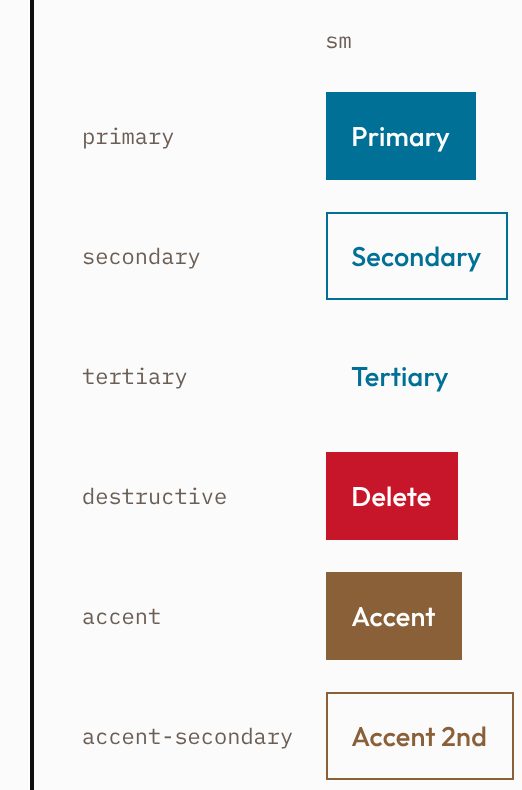 sm
primary Primary
secondary Secondary
tertiary Tertiary
destructive Delete
accent Accent
accent-secondary Accent 2nd